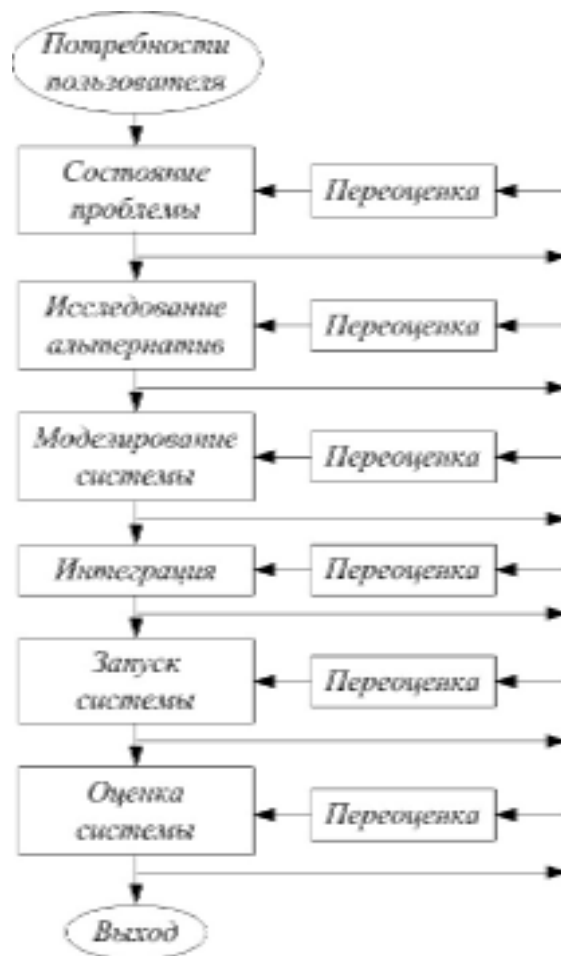 Потребности
пользователя
Состояние
проблемы
Переоценка
Исследование
альтернатив
Переоценка
Моделирование
системы
Переоценка
Интеграция
Переоценка
Запуск
системы
Переоценка
Оценка
системы
Переоценка
Выход